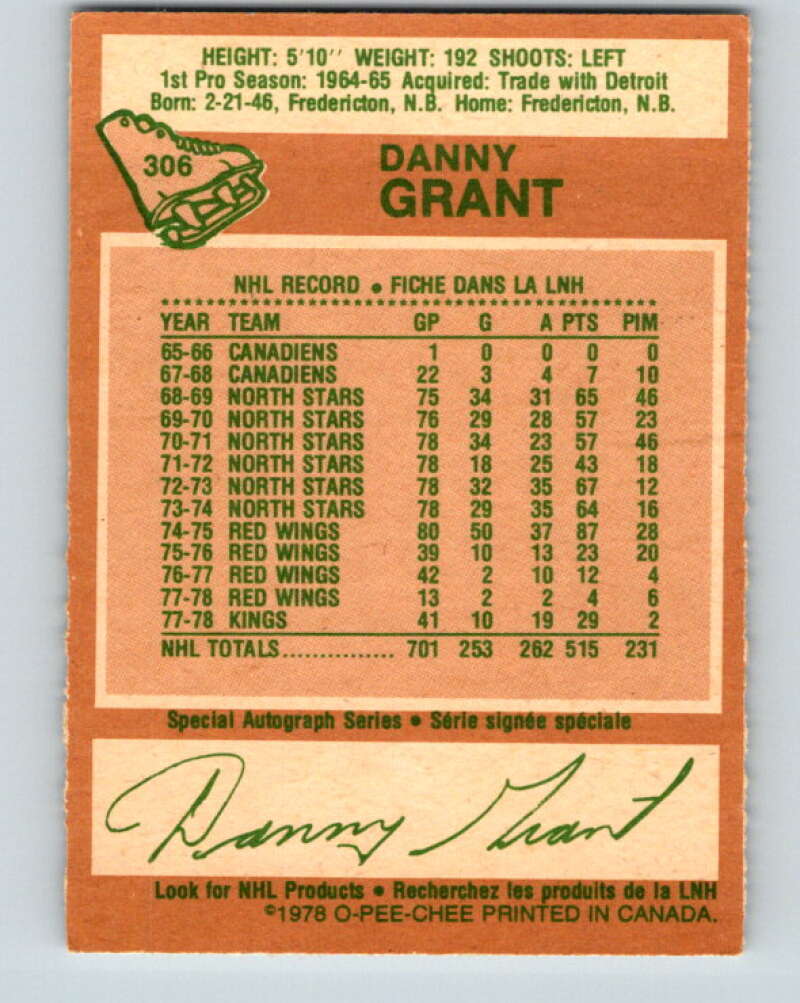 HEIGHT: 5'10'' WEIGHT: 192 SHOOTS: LEFT
1st Pro Season: 1964-65 Acquired: Trade with Detroit
Born: 2-21-46, Fredericton, N.B. Home: Fredericton, N.B.
306
DANNY
GRANT
NHL RECORD • FICHE DANS LA LNH
YEAR TEAM GP G A PTS PIM
65-66 CANADIENS 1 0 0 0 0
67-68 CANADIENS 22 3 4 7 10
68-69 NORTH STARS 75 34 31 65 46
69-70 NORTH STARS 76 29 28 57 23
70-71 NORTH STARS 78 34 23 57 46
71-72 NORTH STARS 78 18 25 43 18
72-73 NORTH STARS 78 32 35 67 12
73-74 NORTH STARS 78 29 35 64 16
74-75 RED WINGS 80 50 37 87 28
75-76 RED WINGS 39 10 13 23 20
76-77 RED WINGS 42 2 10 12 4
77-78 RED WINGS 13 2 2 4 6
77-78 KINGS 41 10 19 29 2
NHL TOTALS............... 701 253 262 515 231
Special Autograph Series • Série signée spéciale
Danny Grant
Look for NHL Products • Recherchez les produits de la LNH
©1978 O-PEE-CHEE PRINTED IN CANADA.